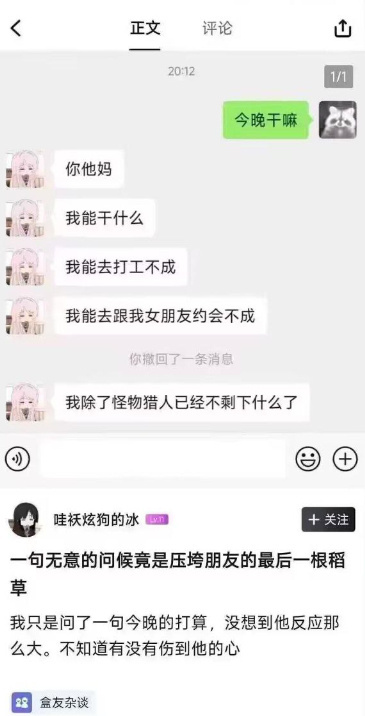 正文 评论
20:12
1/1
今晚干嘛
你他妈
我能干什么
我能去打工不成
我能去跟我女朋友约会不成
你撤回了一条消息
我除了怪物猎人已经不剩下什么了
哇袄炫狗的冰 Lv.11
+ 关注
一句无意的问候竟是压垮朋友的最后一根稻
草
我只是问了一句今晚的打算，没想到他反应那
么大。不知道有没有伤到他的心
盒友杂谈